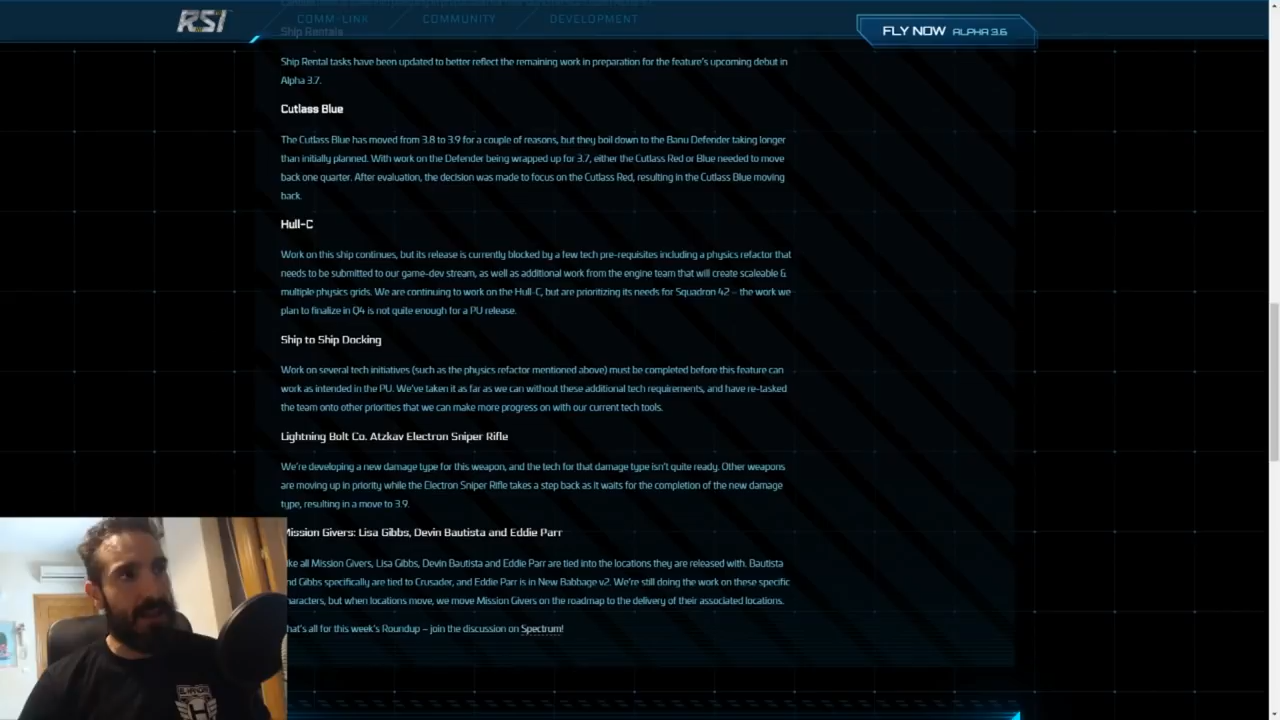 RSI
COMM-LINK
COMMUNITY
DEVELOPMENT
FLY NOW ALPHA 3.6
Ship Rentals
Ship Rental tasks have been updated to better reflect the remaining work in preparation for the feature's upcoming debut in
Alpha 3.7.
Cutlass Blue
The Cutlass Blue has moved from 3.8 to 3.9 for a couple of reasons, but they boil down to the Banu Defender taking longer
than initially planned. With work on the Defender being wrapped up for 3.7, either the Cutlass Red or Blue needed to move
back one quarter. After evaluation, the decision was made to focus on the Cutlass Red, resulting in the Cutlass Blue moving
back.
Hull-C
Work on this ship continues, but its release is currently blocked by a few tech pre-requisites including a physics refactor that
needs to be submitted to our game-dev stream, as well as additional work from the engine team that will create scaleable &
multiple physics grids. We are continuing to work on the Hull-C, but are prioritizing its needs for Squadron 42 – the work we
plan to finalize in Q4 is not quite enough for a PU release.
Ship to Ship Docking
Work on several tech initiatives (such as the physics refactor mentioned above) must be completed before this feature can
work as intended in the PU. We've taken it as far as we can without these additional tech requirements, and have re-tasked
the team onto other priorities that we can make more progress on with our current tech tools.
Lightning Bolt Co. Atzkav Electron Sniper Rifle
We're developing a new damage type for this weapon, and the tech for that damage type isn't quite ready. Other weapons
are moving up in priority while the Electron Sniper Rifle takes a step back as it waits for the completion of the new damage
type, resulting in a move to 3.9.
Mission Givers: Lisa Gibbs, Devin Bautista and Eddie Parr
ike all Mission Givers, Lisa Gibbs, Devin Bautista and Eddie Parr are tied into the locations they are released with. Bautista
nd Gibbs specifically are tied to Crusader, and Eddie Parr is in New Babbage v2. We're still doing the work on these specific
haracters, but when locations move, we move Mission Givers on the roadmap to the delivery of their associated locations.
hat's all for this week's Roundup – join the discussion on Spectrum!